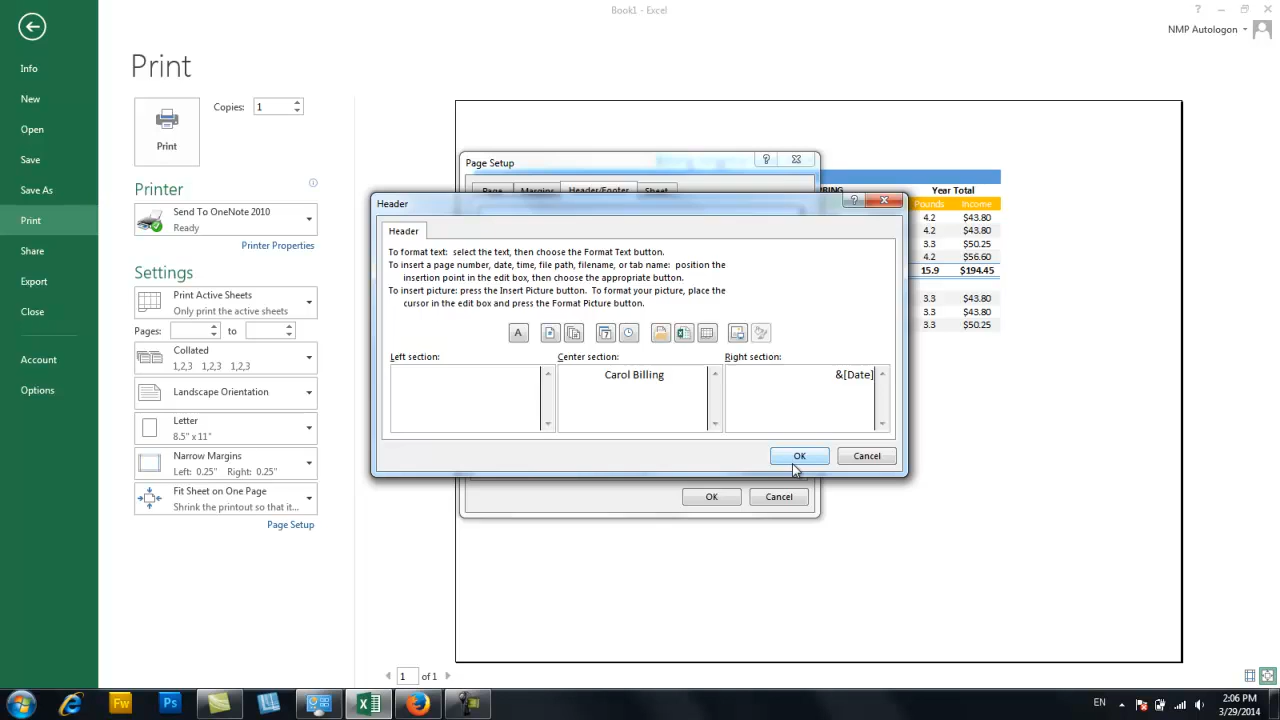 Book1 - Excel
NMP Autologon
Info
New
Open
Save
Save As
Print
Share
Export
Close
Account
Options
Print
Print
Copies: 1
Printer
Send To OneNote 2010
Ready
Printer Properties
Settings
Print Active Sheets
Only print the active sheets
Pages: to
Collated
1,2,3 1,2,3 1,2,3
Landscape Orientation
Letter
8.5" x 11"
Narrow Margins
Left: 0.25" Right: 0.25"
Fit Sheet on One Page
Shrink the printout so that it...
Page Setup
Page Setup
Page Margins Header/Footer Sheet
Header
Header
To format text: select the text, then choose the Format Text button.
To insert a page number, date, time, file path, filename, or tab name: position the
insertion point in the edit box, then choose the appropriate button.
To insert picture: press the Insert Picture button. To format your picture, place the
cursor in the edit box and press the Format Picture button.
Left section: Center section: Right section:
Carol Billing &[Date]
OK Cancel
OK Cancel
Year Total
Pounds Income
4.2 $43.80
4.2 $43.80
3.3 $50.25
4.2 $56.60
15.9 $194.45
3.3 $43.80
3.3 $43.80
3.3 $50.25
1 of 1
Fw
Ps
EN
2:06 PM
3/29/2014